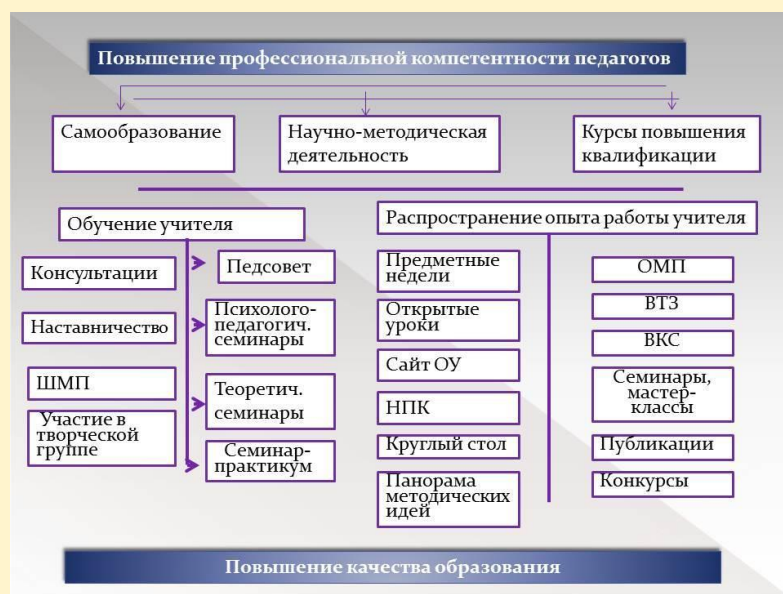 Повышение профессиональной компетентности педагогов
Самообразование
Научно-методическая
деятельность
Курсы повышения
квалификации
Обучение учителя
Консультации
Наставничество
ШМП
Участие в
творческой
группе
Педсовет
Психолого-
педагогич.
семинары
Теоретич.
семинары
Семинар-
практикум
Распространение опыта работы учителя
Предметные
недели
Открытые
уроки
Сайт ОУ
НПК
Круглый стол
Панорама
методических
идей
ОМП
ВТЗ
ВКС
Семинары,
мастер-
классы
Публикации
Конкурсы
Повышение качества образования